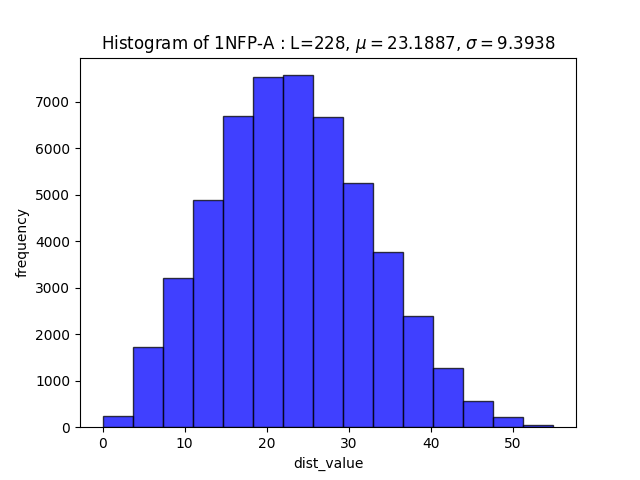 Histogram of 1NFP-A : L=228, μ = 23.1887, σ = 9.3938
7000
6000
5000
4000
3000
2000
1000
0
frequency
0 10 20 30 40 50
dist_value